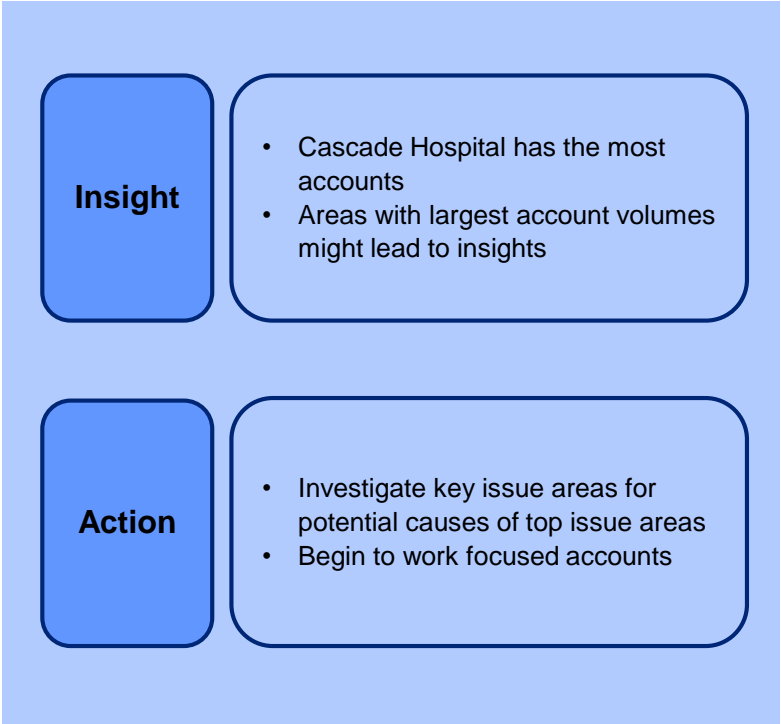 Insight
• Cascade Hospital has the most
accounts
• Areas with largest account volumes
might lead to insights
Action
• Investigate key issue areas for
potential causes of top issue areas
• Begin to work focused accounts